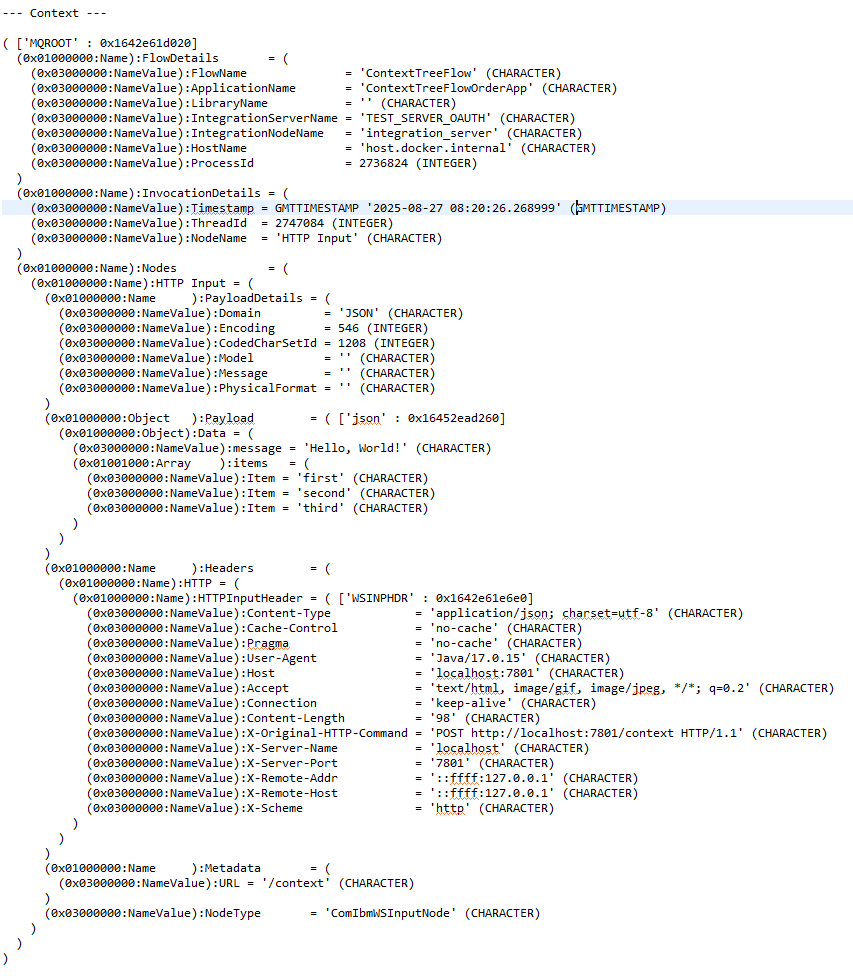 --- Context ---
( ['MQROOT' : 0x1642e61d020]
  (0x01000000:Name):FlowDetails       = (
    (0x03000000:NameValue):FlowName              = 'ContextTreeFlow' (CHARACTER)
    (0x03000000:NameValue):ApplicationName       = 'ContextTreeFlowOrderApp' (CHARACTER)
    (0x03000000:NameValue):LibraryName           = '' (CHARACTER)
    (0x03000000:NameValue):IntegrationServerName = 'TEST_SERVER_OAUTH' (CHARACTER)
    (0x03000000:NameValue):IntegrationNodeName   = 'integration_server' (CHARACTER)
    (0x03000000:NameValue):HostName              = 'host.docker.internal' (CHARACTER)
    (0x03000000:NameValue):ProcessId             = 2736824 (INTEGER)
  )
  (0x01000000:Name):InvocationDetails = (
    (0x03000000:NameValue):Timestamp = GMTTIMESTAMP '2025-08-27 08:20:26.268999' (GMTTIMESTAMP)
    (0x03000000:NameValue):ThreadId  = 2747084 (INTEGER)
    (0x03000000:NameValue):NodeName  = 'HTTP Input' (CHARACTER)
  )
  (0x01000000:Name):Nodes             = (
    (0x01000000:Name):HTTP Input = (
      (0x01000000:Name     ):PayloadDetails = (
        (0x03000000:NameValue):Domain         = 'JSON' (CHARACTER)
        (0x03000000:NameValue):Encoding       = 546 (INTEGER)
        (0x03000000:NameValue):CodedCharSetId = 1208 (INTEGER)
        (0x03000000:NameValue):Model          = '' (CHARACTER)
        (0x03000000:NameValue):Message        = '' (CHARACTER)
        (0x03000000:NameValue):PhysicalFormat = '' (CHARACTER)
      )
      (0x01000000:Object   ):Payload        = ( ['json' : 0x16452ead260]
        (0x01000000:Object):Data = (
          (0x03000000:NameValue):message = 'Hello, World!' (CHARACTER)
          (0x01001000:Array    ):items   = (
            (0x03000000:NameValue):Item = 'first' (CHARACTER)
            (0x03000000:NameValue):Item = 'second' (CHARACTER)
            (0x03000000:NameValue):Item = 'third' (CHARACTER)
          )
        )
      )
      (0x01000000:Name     ):Headers        = (
        (0x01000000:Name):HTTP = (
          (0x01000000:Name):HTTPInputHeader = ( ['WSINPHDR' : 0x1642e61e6e0]
            (0x03000000:NameValue):Content-Type            = 'application/json; charset=utf-8' (CHARACTER)
            (0x03000000:NameValue):Cache-Control           = 'no-cache' (CHARACTER)
            (0x03000000:NameValue):Pragma                  = 'no-cache' (CHARACTER)
            (0x03000000:NameValue):User-Agent              = 'Java/17.0.15' (CHARACTER)
            (0x03000000:NameValue):Host                    = 'localhost:7801' (CHARACTER)
            (0x03000000:NameValue):Accept                  = 'text/html, image/gif, image/jpeg, */*; q=0.2' (CHARACTER)
            (0x03000000:NameValue):Connection              = 'keep-alive' (CHARACTER)
            (0x03000000:NameValue):Content-Length          = '98' (CHARACTER)
            (0x03000000:NameValue):X-Original-HTTP-Command = 'POST http://localhost:7801/context HTTP/1.1' (CHARACTER)
            (0x03000000:NameValue):X-Server-Name           = 'localhost' (CHARACTER)
            (0x03000000:NameValue):X-Server-Port           = '7801' (CHARACTER)
            (0x03000000:NameValue):X-Remote-Addr           = '::ffff:127.0.0.1' (CHARACTER)
            (0x03000000:NameValue):X-Remote-Host           = '::ffff:127.0.0.1' (CHARACTER)
            (0x03000000:NameValue):X-Scheme                = 'http' (CHARACTER)
          )
        )
      )
      (0x01000000:Name     ):Metadata       = (
        (0x03000000:NameValue):URL = '/context' (CHARACTER)
      )
      (0x03000000:NameValue):NodeType       = 'ComIbmWSInputNode' (CHARACTER)
    )
  )
)